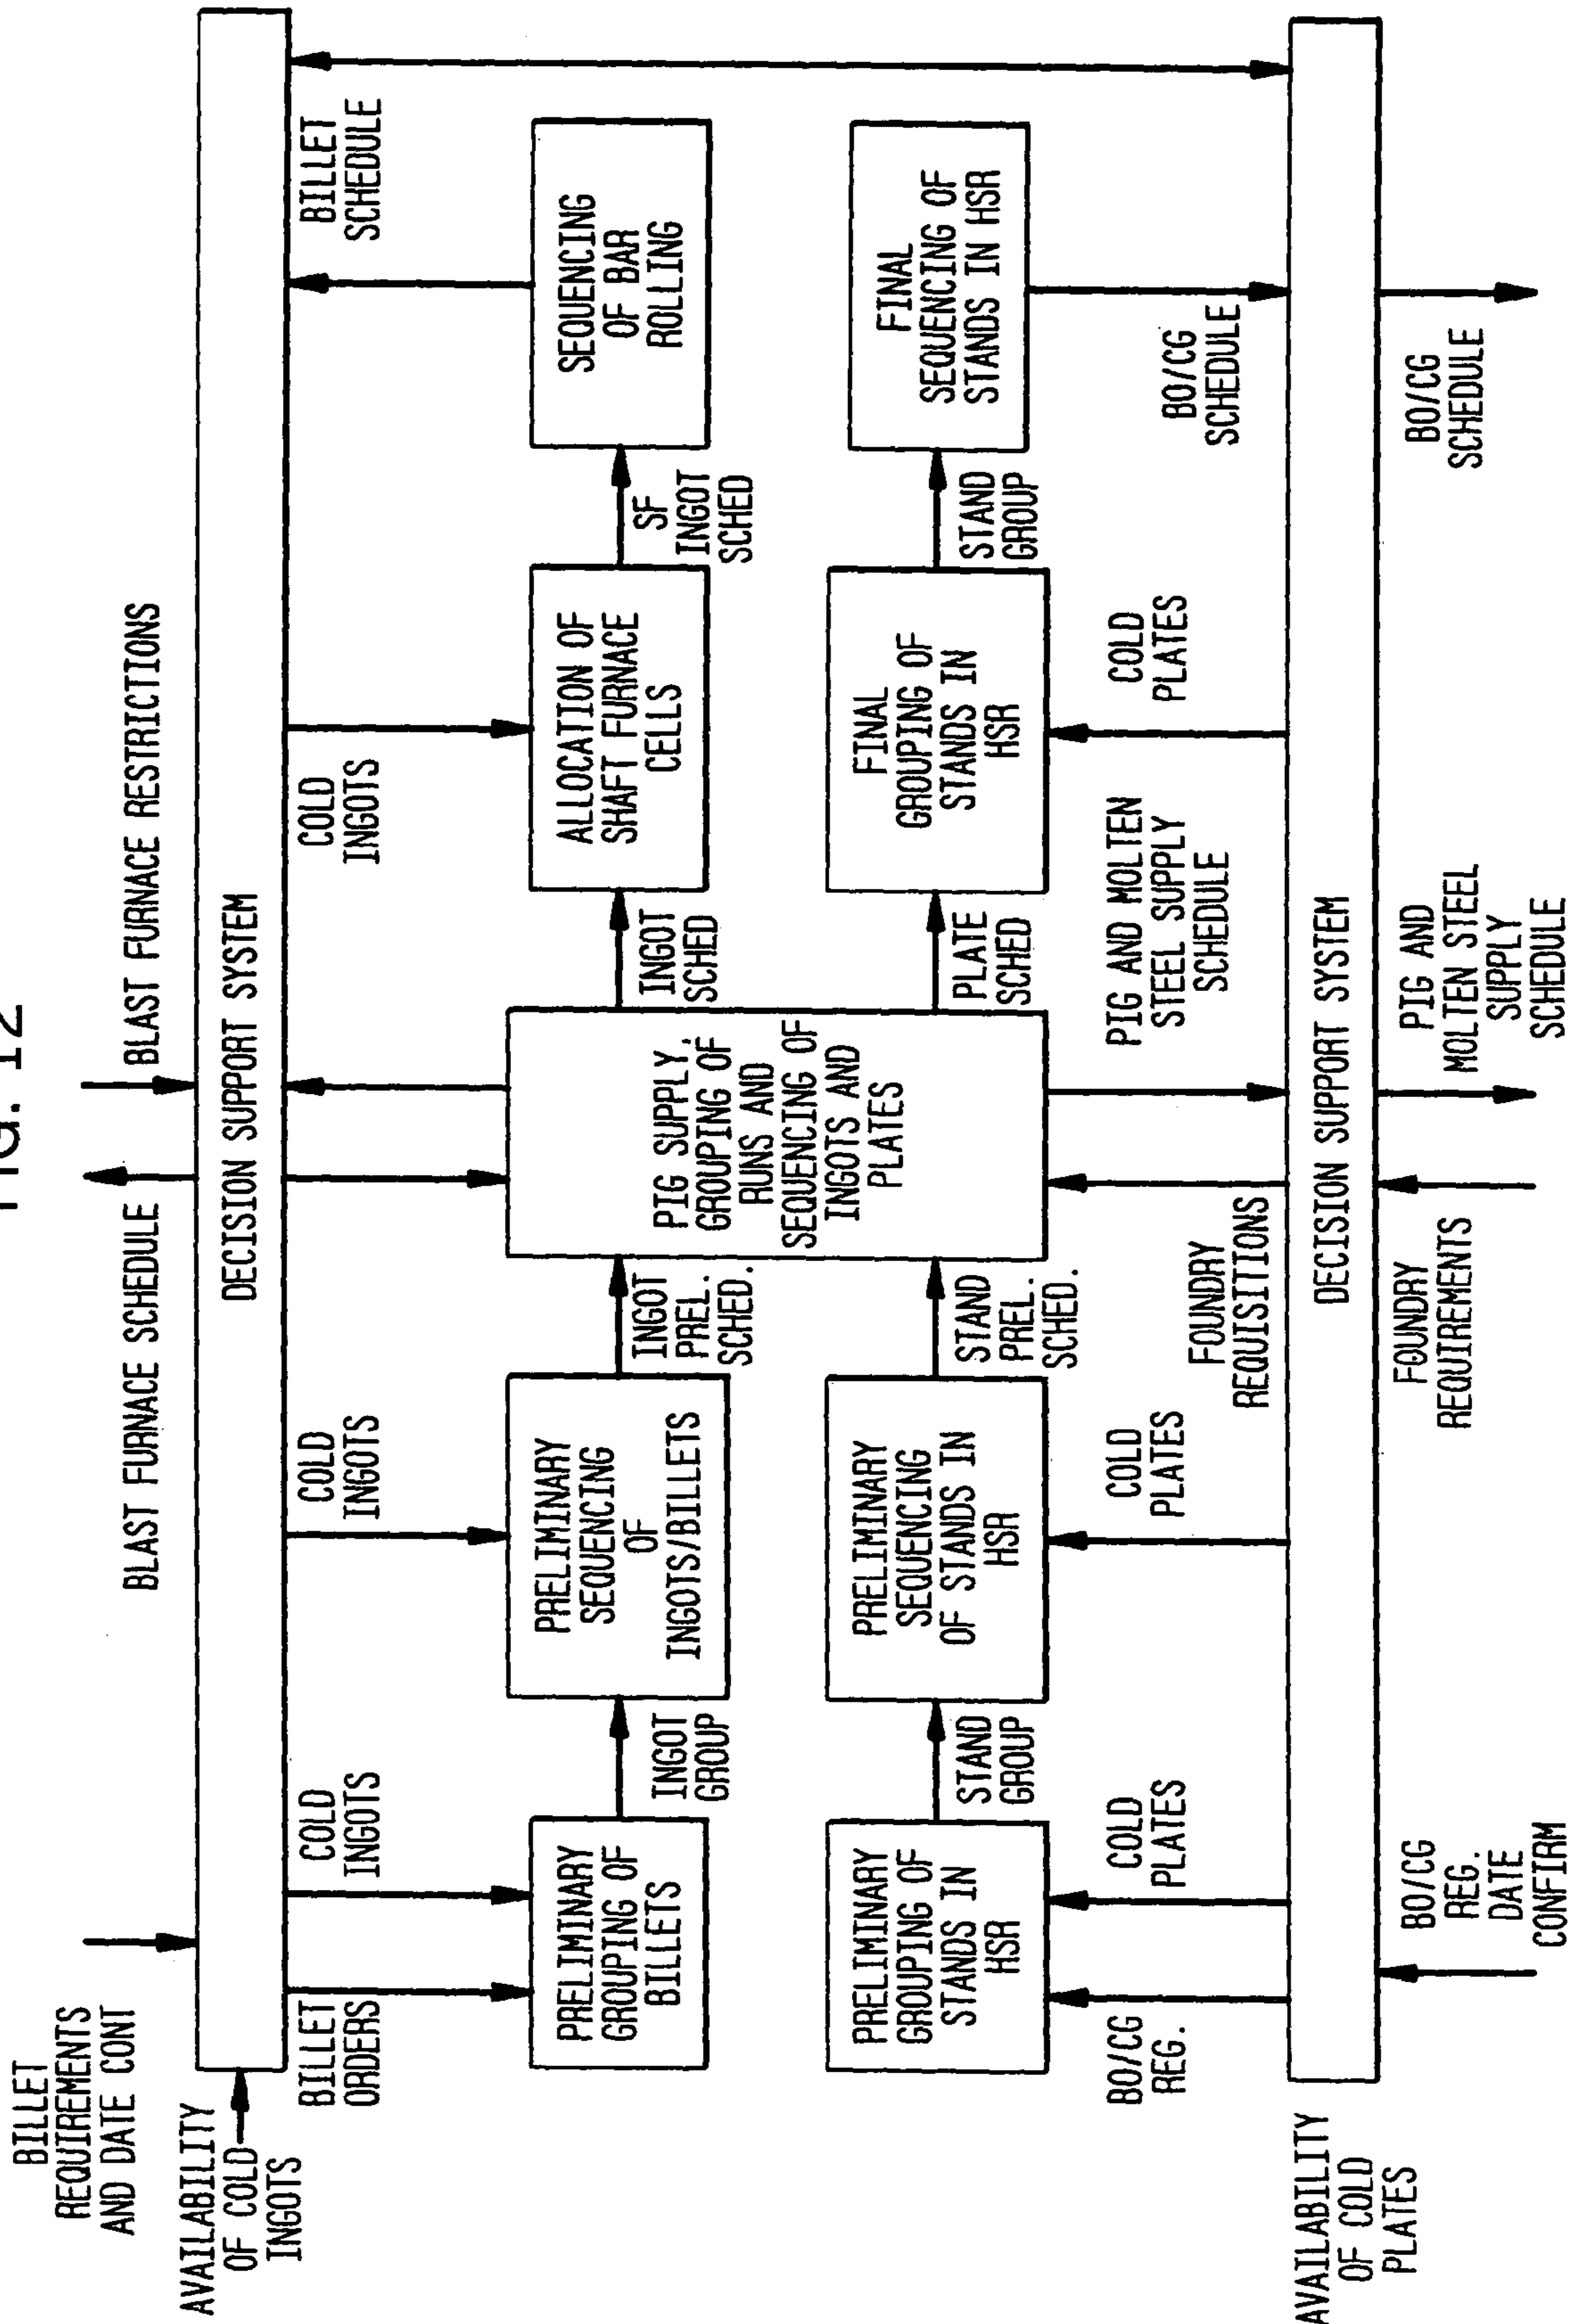 FIG. 12
BILLET
REQUIREMENTS
AND DATE CONT
BLAST FURNACE SCHEDULE
BLAST FURNACE RESTRICTIONS
AVAILABILITY
OF COLD
INGOTS
DECISION SUPPORT SYSTEM
BILLET
ORDERS
COLD
INGOTS
COLD
INGOTS
COLD
INGOTS
BILLET
SCHEDULE
PRELIMINARY
GROUPING OF
BILLETS
INGOT
GROUP
PRELIMINARY
SEQUENCING
OF
INGOTS/BILLETS
INGOT
PREL.
SCHED.
PIG SUPPLY,
GROUPING OF
RUNS AND
SEQUENCING OF
INGOTS AND
PLATES
INGOT
SCHED
ALLOCATION OF
SHAFT FURNACE
CELLS
SF
INGOT
SCHED
SEQUENCING
OF BAR
ROLLING
PRELIMINARY
GROUPING OF
STANDS IN
HSR
STAND
GROUP
PRELIMINARY
SEQUENCING
OF STANDS IN
HSR
STAND
PREL.
SCHED.
PLATE
SCHED
FINAL
GROUPING OF
STANDS IN
HSR
STAND
GROUP
FINAL
SEQUENCING OF
STANDS IN HSR
BO/CG
REG.
COLD
PLATES
COLD
PLATES
FOUNDRY
REQUISITIONS
PIG AND MOLTEN
STEEL SUPPLY
SCHEDULE
COLD
PLATES
BO/CG
SCHEDULE
DECISION SUPPORT SYSTEM
AVAILABILITY
OF COLD
PLATES
BO/CG
REG.
DATE
CONFIRM
FOUNDRY
REQUIREMENTS
PIG AND
MOLTEN STEEL
SUPPLY
SCHEDULE
BO/CG
SCHEDULE